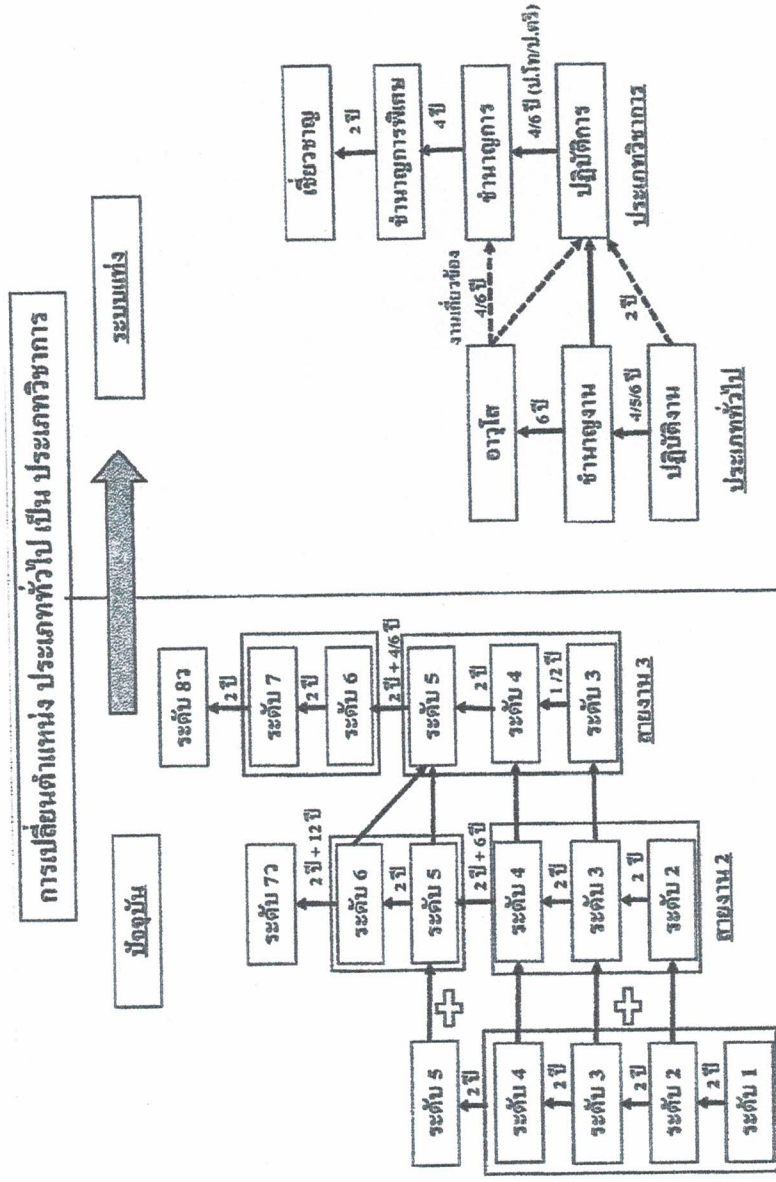 การเปลี่ยนตำแหน่ง ประเภททั่วไป เป็น ประเภทวิชาการ
ปัจจุบัน
ระบบแท่ง
ระดับ 5
2 ปี
ระดับ 4
2 ปี
ระดับ 3
2 ปี
ระดับ 2
2 ปี
ระดับ 1
ระดับ 7ว
2 ปี + 12 ปี
ระดับ 6
2 ปี
ระดับ 5
2 ปี + 6 ปี
ระดับ 4
2 ปี
ระดับ 3
2 ปี
ระดับ 2
สายงาน 2
ระดับ 8ว
2 ปี
ระดับ 7
2 ปี
ระดับ 6
2 ปี + 4/6 ปี
ระดับ 5
2 ปี
ระดับ 4
1 /2 ปี
ระดับ 3
สายงาน 3
อาวุโส
6 ปี
ชำนาญงาน
4/5/6 ปี
ปฏิบัติงาน
ประเภททั่วไป
งานเกี่ยวข้อง
4/6 ปี
2 ปี
เชี่ยวชาญ
2 ปี
ชำนาญการพิเศษ
4 ปี
ชำนาญการ
4/6 ปี (ป.โท/ป.ตรี)
ปฏิบัติการ
ประเภทวิชาการ